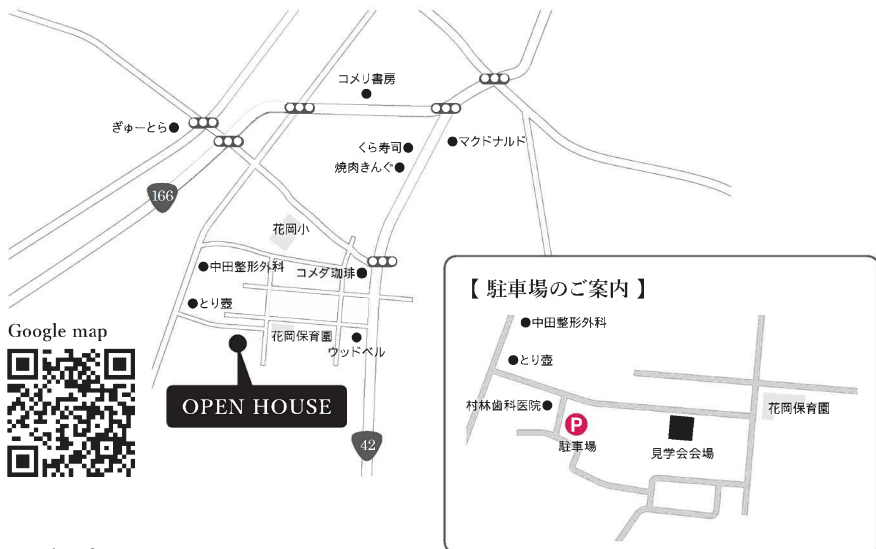 コメリ書房
ぎゅーとら
くら寿司
マクドナルド
焼肉きんぐ
166
花岡小
中田整形外科
コメダ珈琲
とり壺
Google map
花岡保育園
ウッドベル
OPEN HOUSE
42
【 駐車場のご案内 】
中田整形外科
とり壺
村林歯科医院
花岡保育園
P
駐車場
見学会会場